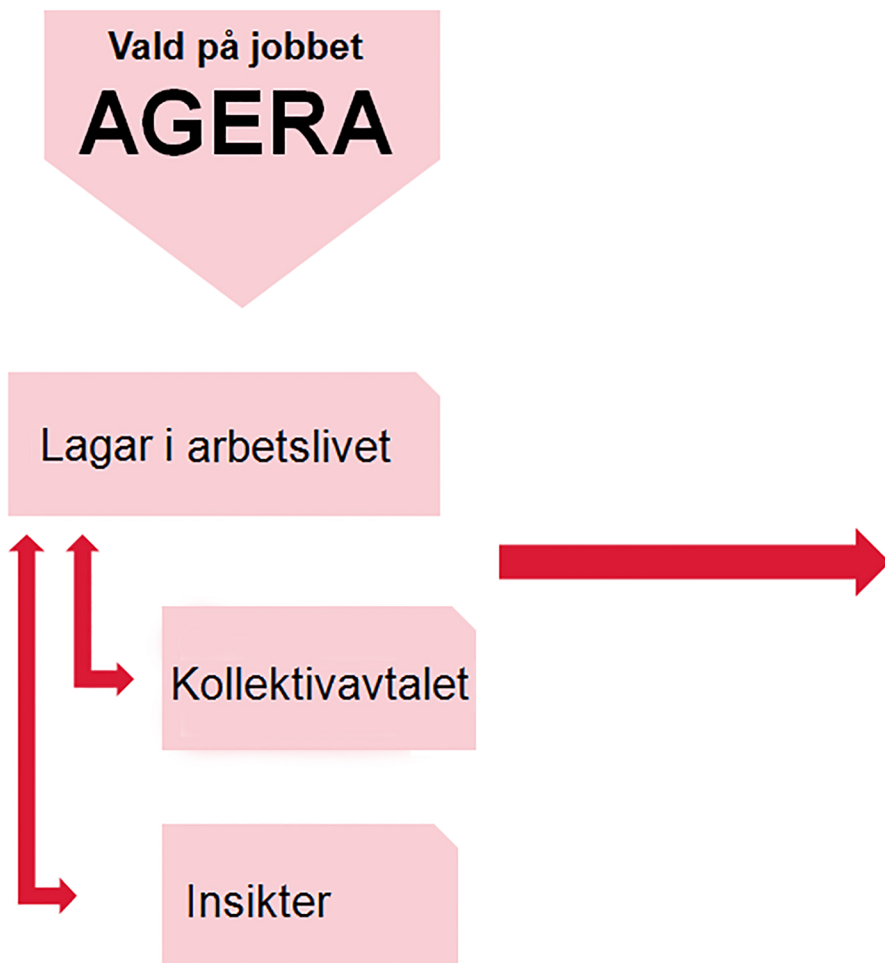 Vald på jobbet
AGERA
Lagar i arbetslivet
Kollektivavtalet
Insikter